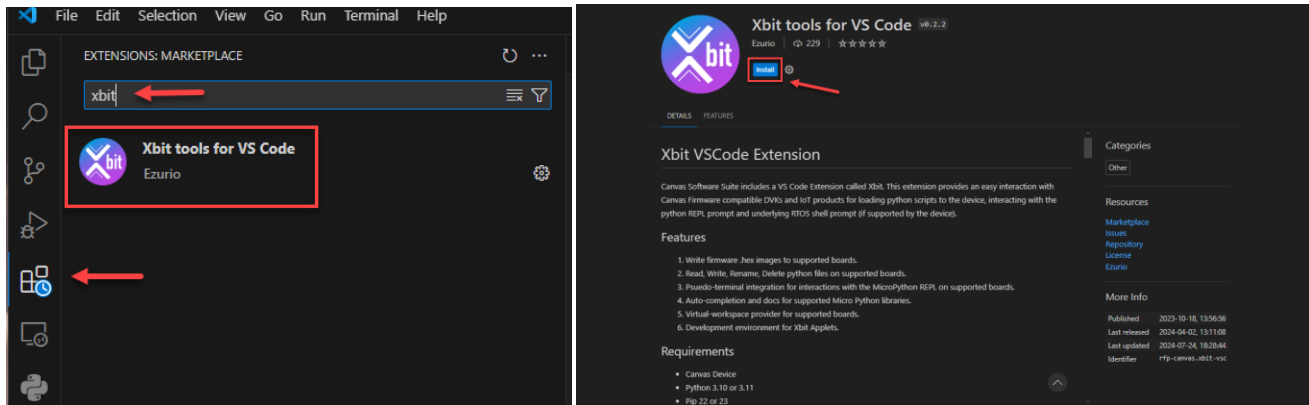 File Edit Selection View Go Run Terminal Help
EXTENSIONS: MARKETPLACE
xbit
bit
Xbit tools for VS Code
Ezurio
bit
Xbit tools for VS Code v0.2.2
Ezurio 229
Install
DETAILS FEATURES
Xbit VSCode Extension
Canvas Software Suite includes a VS Code Extension called Xbit. This extension provides an easy interaction with
Canvas Firmware compatible DVKs and IoT products for loading python scripts to the device, interacting with the
python REPL prompt and underlying RTOS shell prompt (if supported by the device).
Features
1. Write firmware .hex images to supported boards.
2. Read, Write, Rename, Delete python files on supported boards.
3. Psuedo-terminal integration for interactions with the MicroPython REPL on supported boards.
4. Auto-completion and docs for supported Micro Python libraries.
5. Virtual-workspace provider for supported boards.
6. Development environment for Xbit Applets.
Requirements
Canvas Device
Python 3.10 or 3.11
Pip 22 or 23
Categories
Other
Resources
Marketplace
Issues
Repository
License
Ezurio
More Info
Published 2023-10-18, 13:56:56
Last released 2024-04-02, 13:11:08
Last updated 2024-07-24, 18:28:44
Identifier rfp-canvas.xbit-vsc